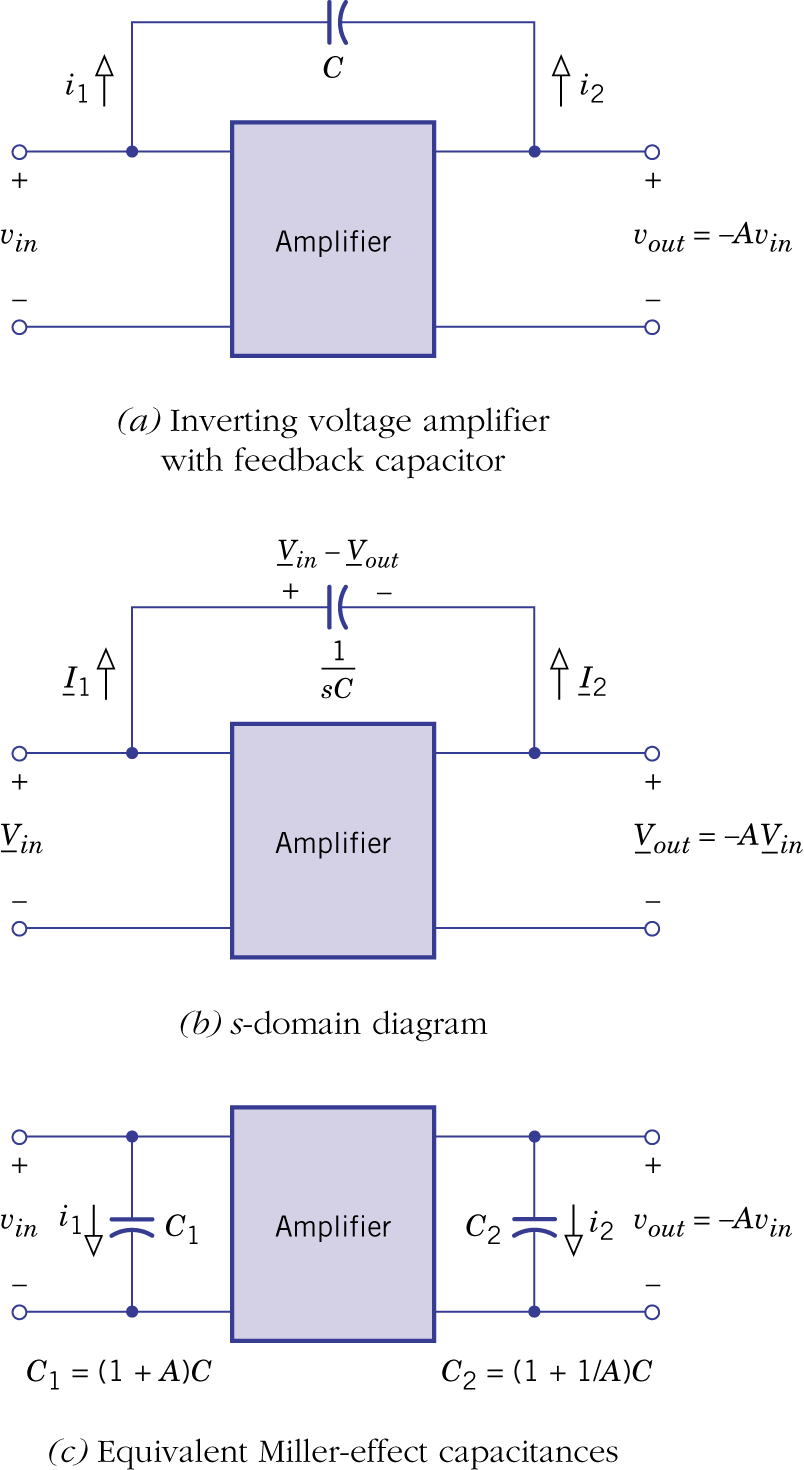 C
i1
i2
+
+
vin
Amplifier
vout = –Avin
–
–
(a) Inverting voltage amplifier
with feedback capacitor
Vin – Vout
+ –
1
sC
I1
I2
+
+
Vin
Amplifier
Vout = –AVin
–
–
(b) s-domain diagram
+
+
vin
i1
C1
Amplifier
C2
i2
vout = –Avin
–
–
C1 = (1 + A)C
C2 = (1 + 1/A)C
(c) Equivalent Miller-effect capacitances